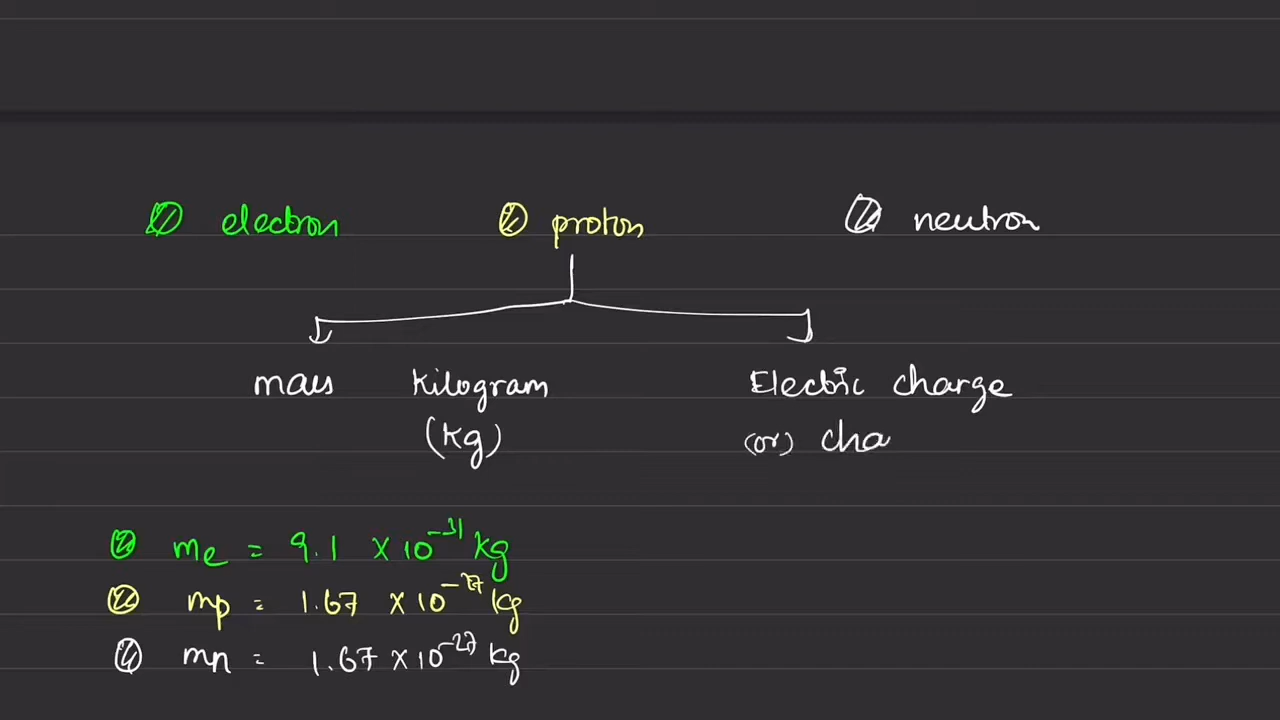 electron proton neutron
mass Kilogram Electric charge
(kg) (or) cha
me = 9.1 × 10⁻³¹ kg
mp = 1.67 × 10⁻²⁷ kg
mn = 1.67 × 10⁻²⁷ kg